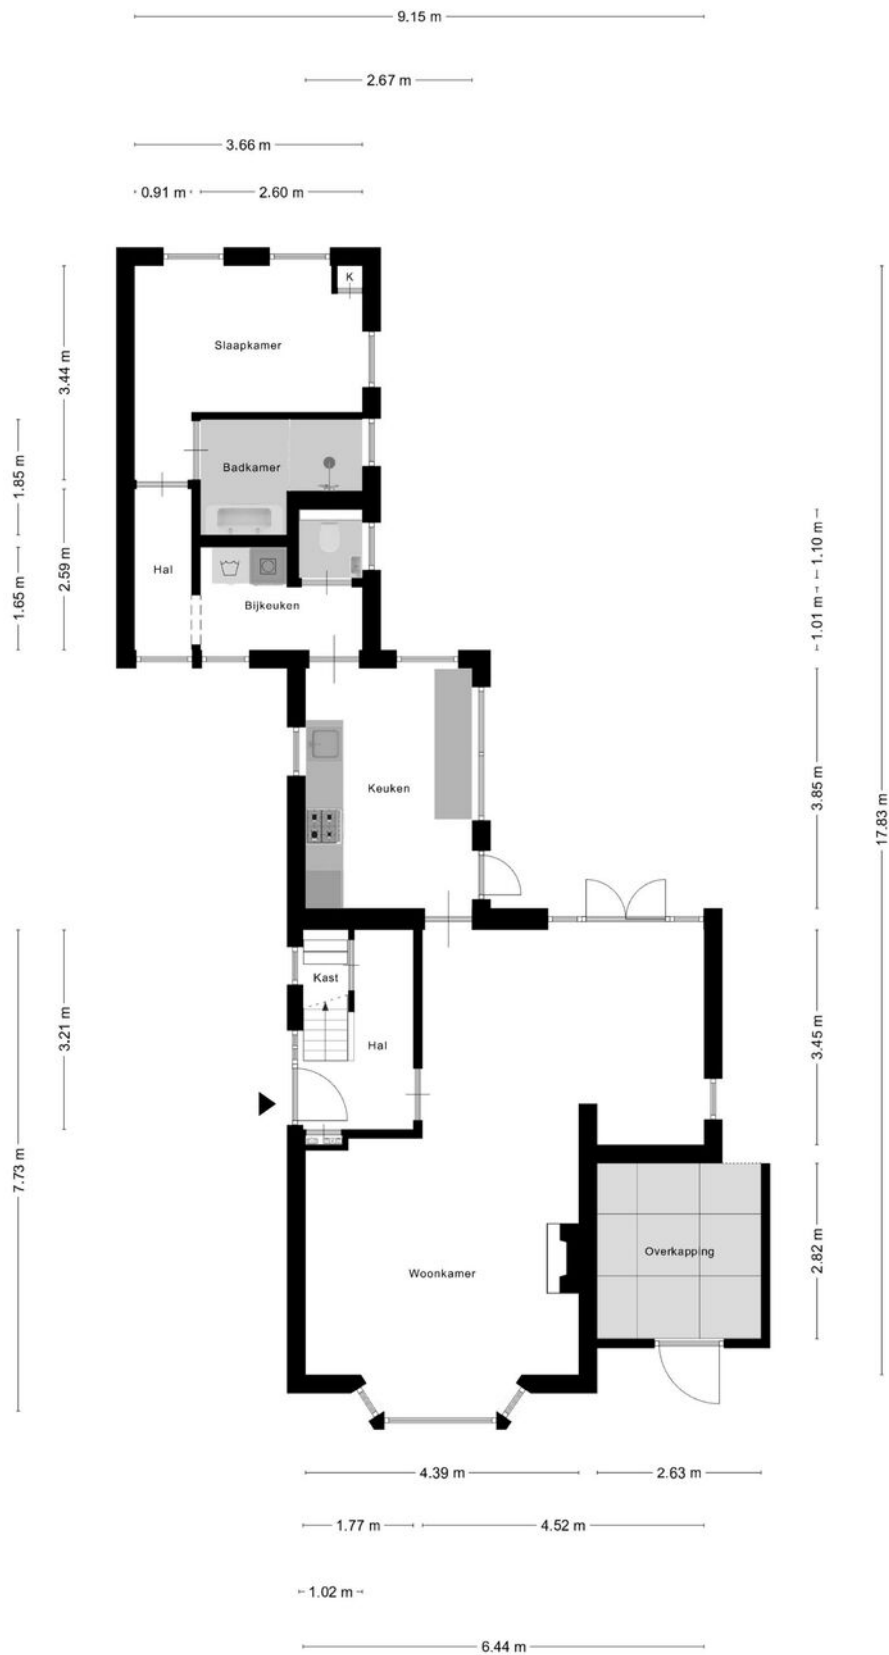 9.15 m
2.67 m
3.66 m
0.91 m
2.60 m
K
Slaapkamer
3.44 m
Badkamer
1.85 m
1.10 m
Hal
2.59 m
1.65 m
Bijkeuken
1.01 m
Keuken
3.85 m
17.83 m
Kast
3.21 m
Hal
3.45 m
7.73 m
Overkapping
2.82 m
Woonkamer
4.39 m
2.63 m
1.77 m
4.52 m
1.02 m
6.44 m